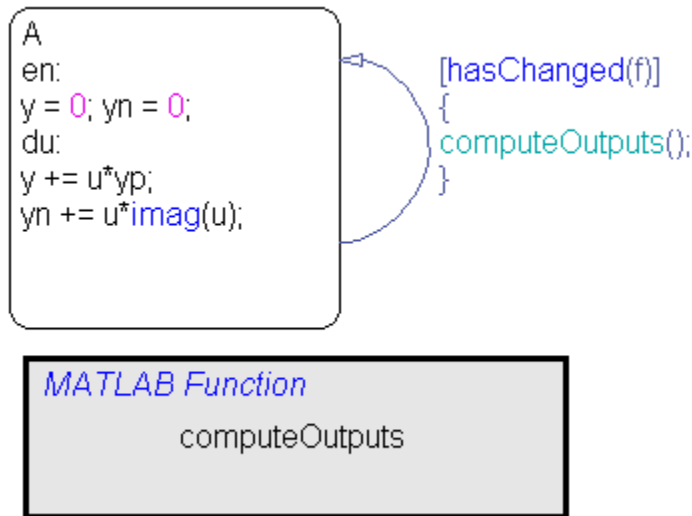 A
en:
y = 0; yn = 0;
du:
y += u*yp;
yn += u*imag(u);
[hasChanged(f)]
{
computeOutputs();
}
MATLAB Function
computeOutputs